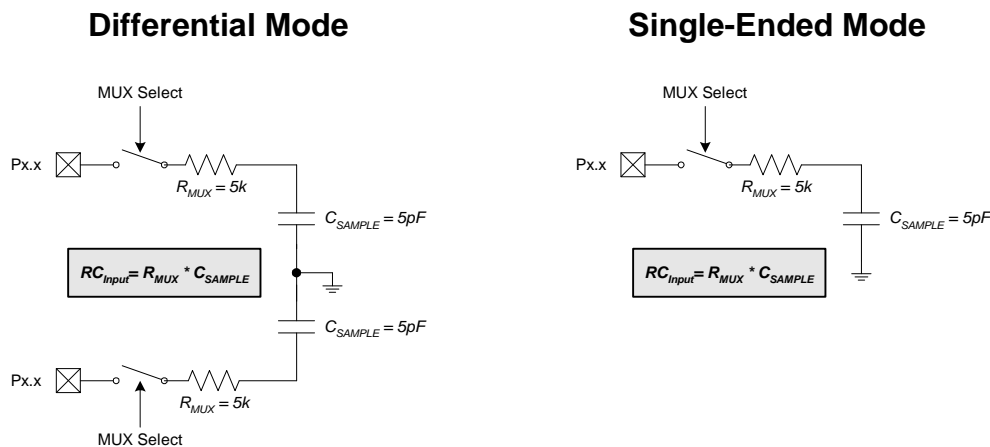 Differential Mode
MUX Select
Px.x
R_MUX = 5k
C_SAMPLE = 5pF
RC_Input= R_MUX * C_SAMPLE
C_SAMPLE = 5pF
Px.x
R_MUX = 5k
MUX Select
Single-Ended Mode
MUX Select
Px.x
R_MUX = 5k
C_SAMPLE = 5pF
RC_Input= R_MUX * C_SAMPLE